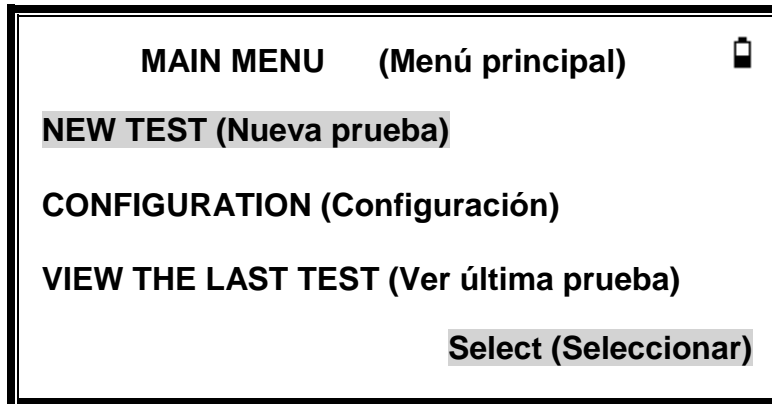 MAIN MENU (Menú principal)
NEW TEST (Nueva prueba)
CONFIGURATION (Configuración)
VIEW THE LAST TEST (Ver última prueba)
Select (Seleccionar)